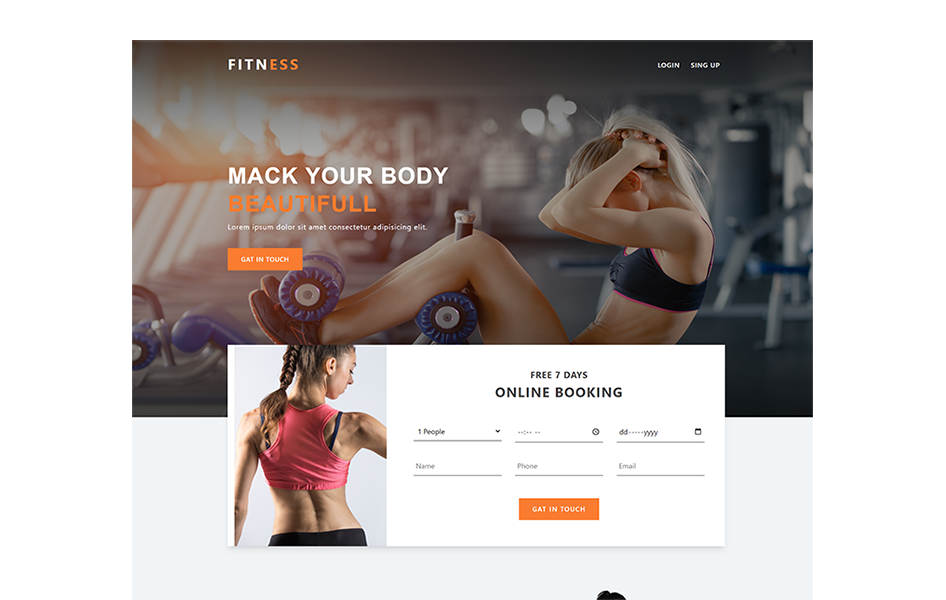 FITNESS
LOGIN SING UP
MACK YOUR BODY
BEAUTIFULL
Lorem ipsum dolor sit amet consectetur adipisicing elit.
GAT IN TOUCH
FREE 7 DAYS
ONLINE BOOKING
1 People --:-- -- dd-----yyyy
Name Phone Email
GAT IN TOUCH